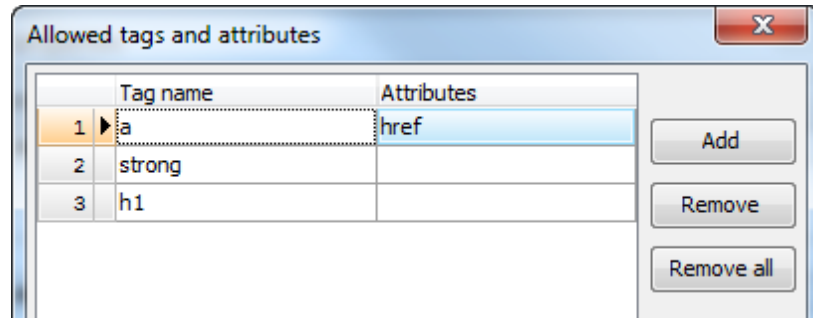 Allowed tags and attributes
Tag name Attributes
1 a href
Add
2 strong
3 h1
Remove
Remove all